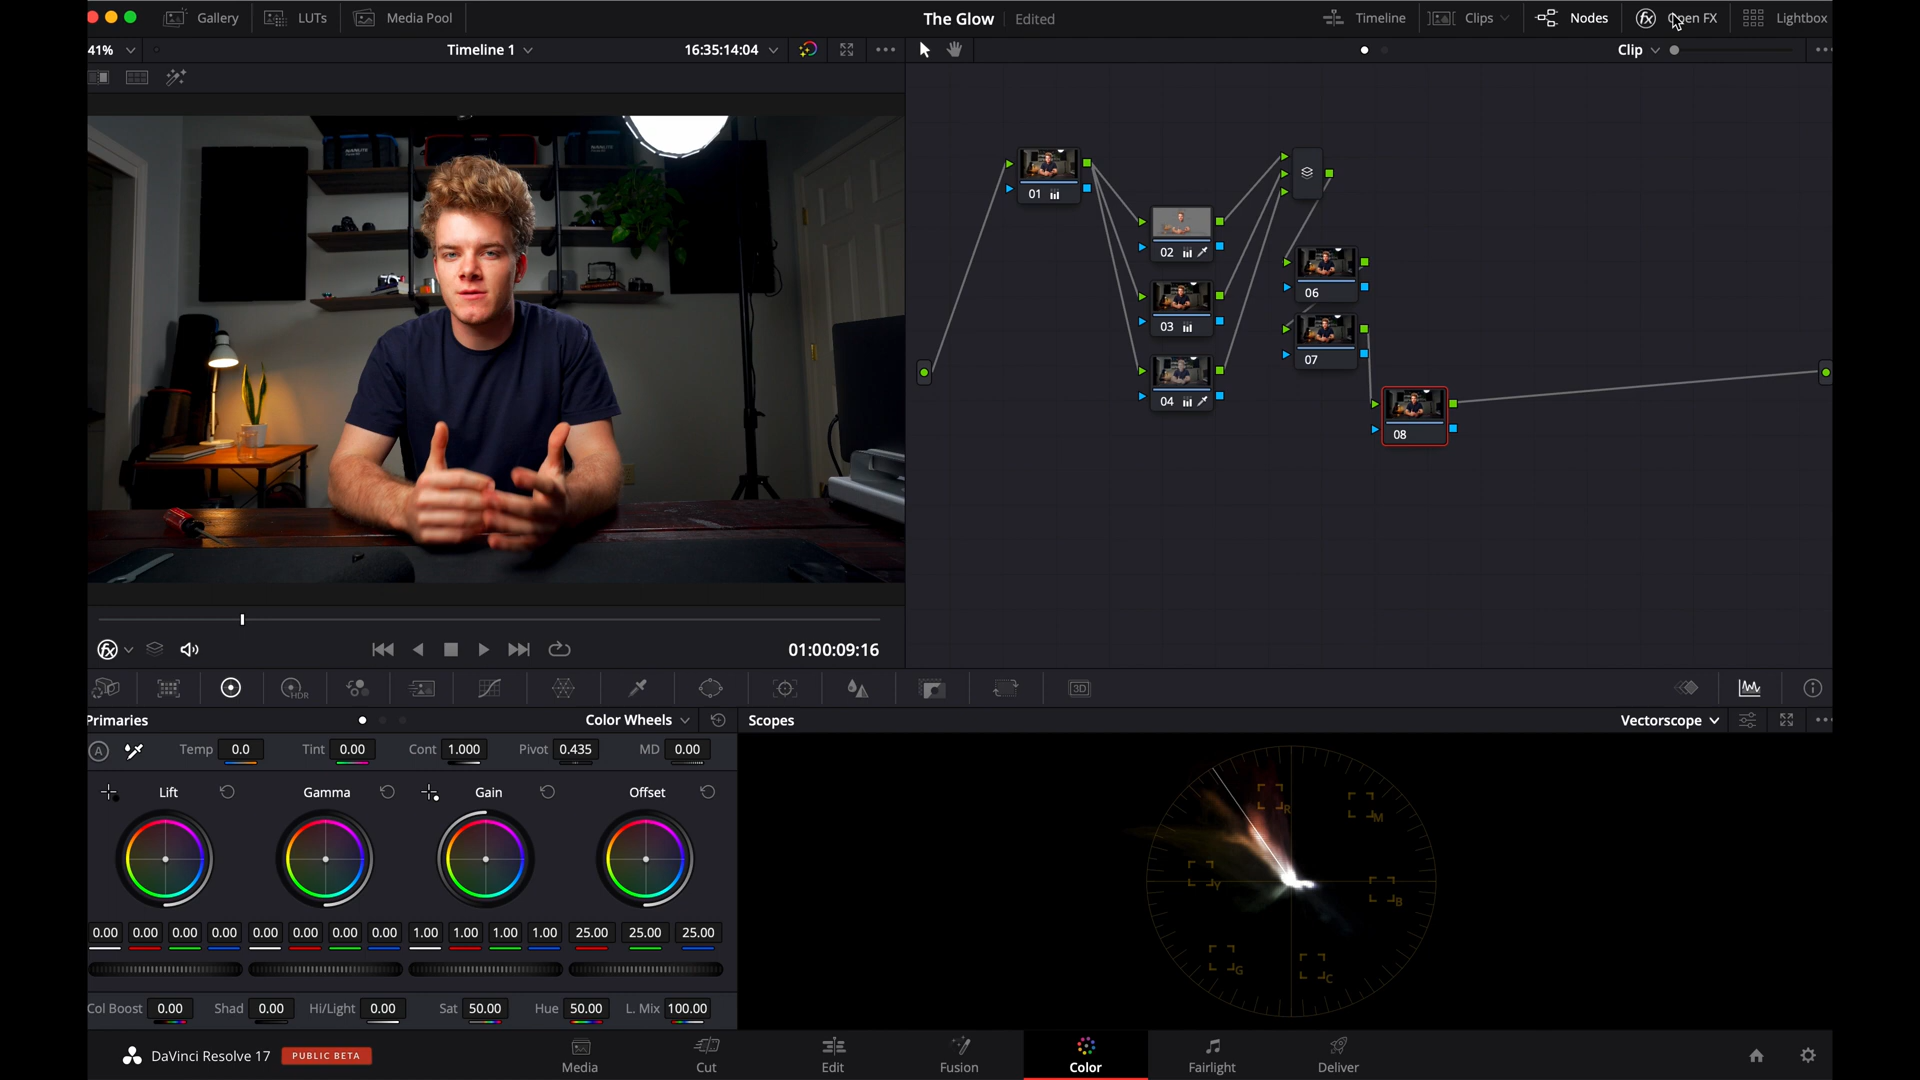 Gallery LUTs Media Pool The Glow Edited Timeline Clips Nodes Open FX Lightbox
41% Timeline 1 16:35:14:04 Clip
01
02
03
04
06
07
08
01:00:09:16
HDR 3D
Primaries Color Wheels Scopes Vectorscope
A Temp 0.0 Tint 0.00 Cont 1.000 Pivot 0.435 MD 0.00
Lift Gamma Gain Offset
R M
Y B
G C
0.00 0.00 0.00 0.00 0.00 0.00 0.00 0.00 1.00 1.00 1.00 1.00 25.00 25.00 25.00
Col Boost 0.00 Shad 0.00 Hi/Light 0.00 Sat 50.00 Hue 50.00 L. Mix 100.00
DaVinci Resolve 17 PUBLIC BETA Media Cut Edit Fusion Color Fairlight Deliver